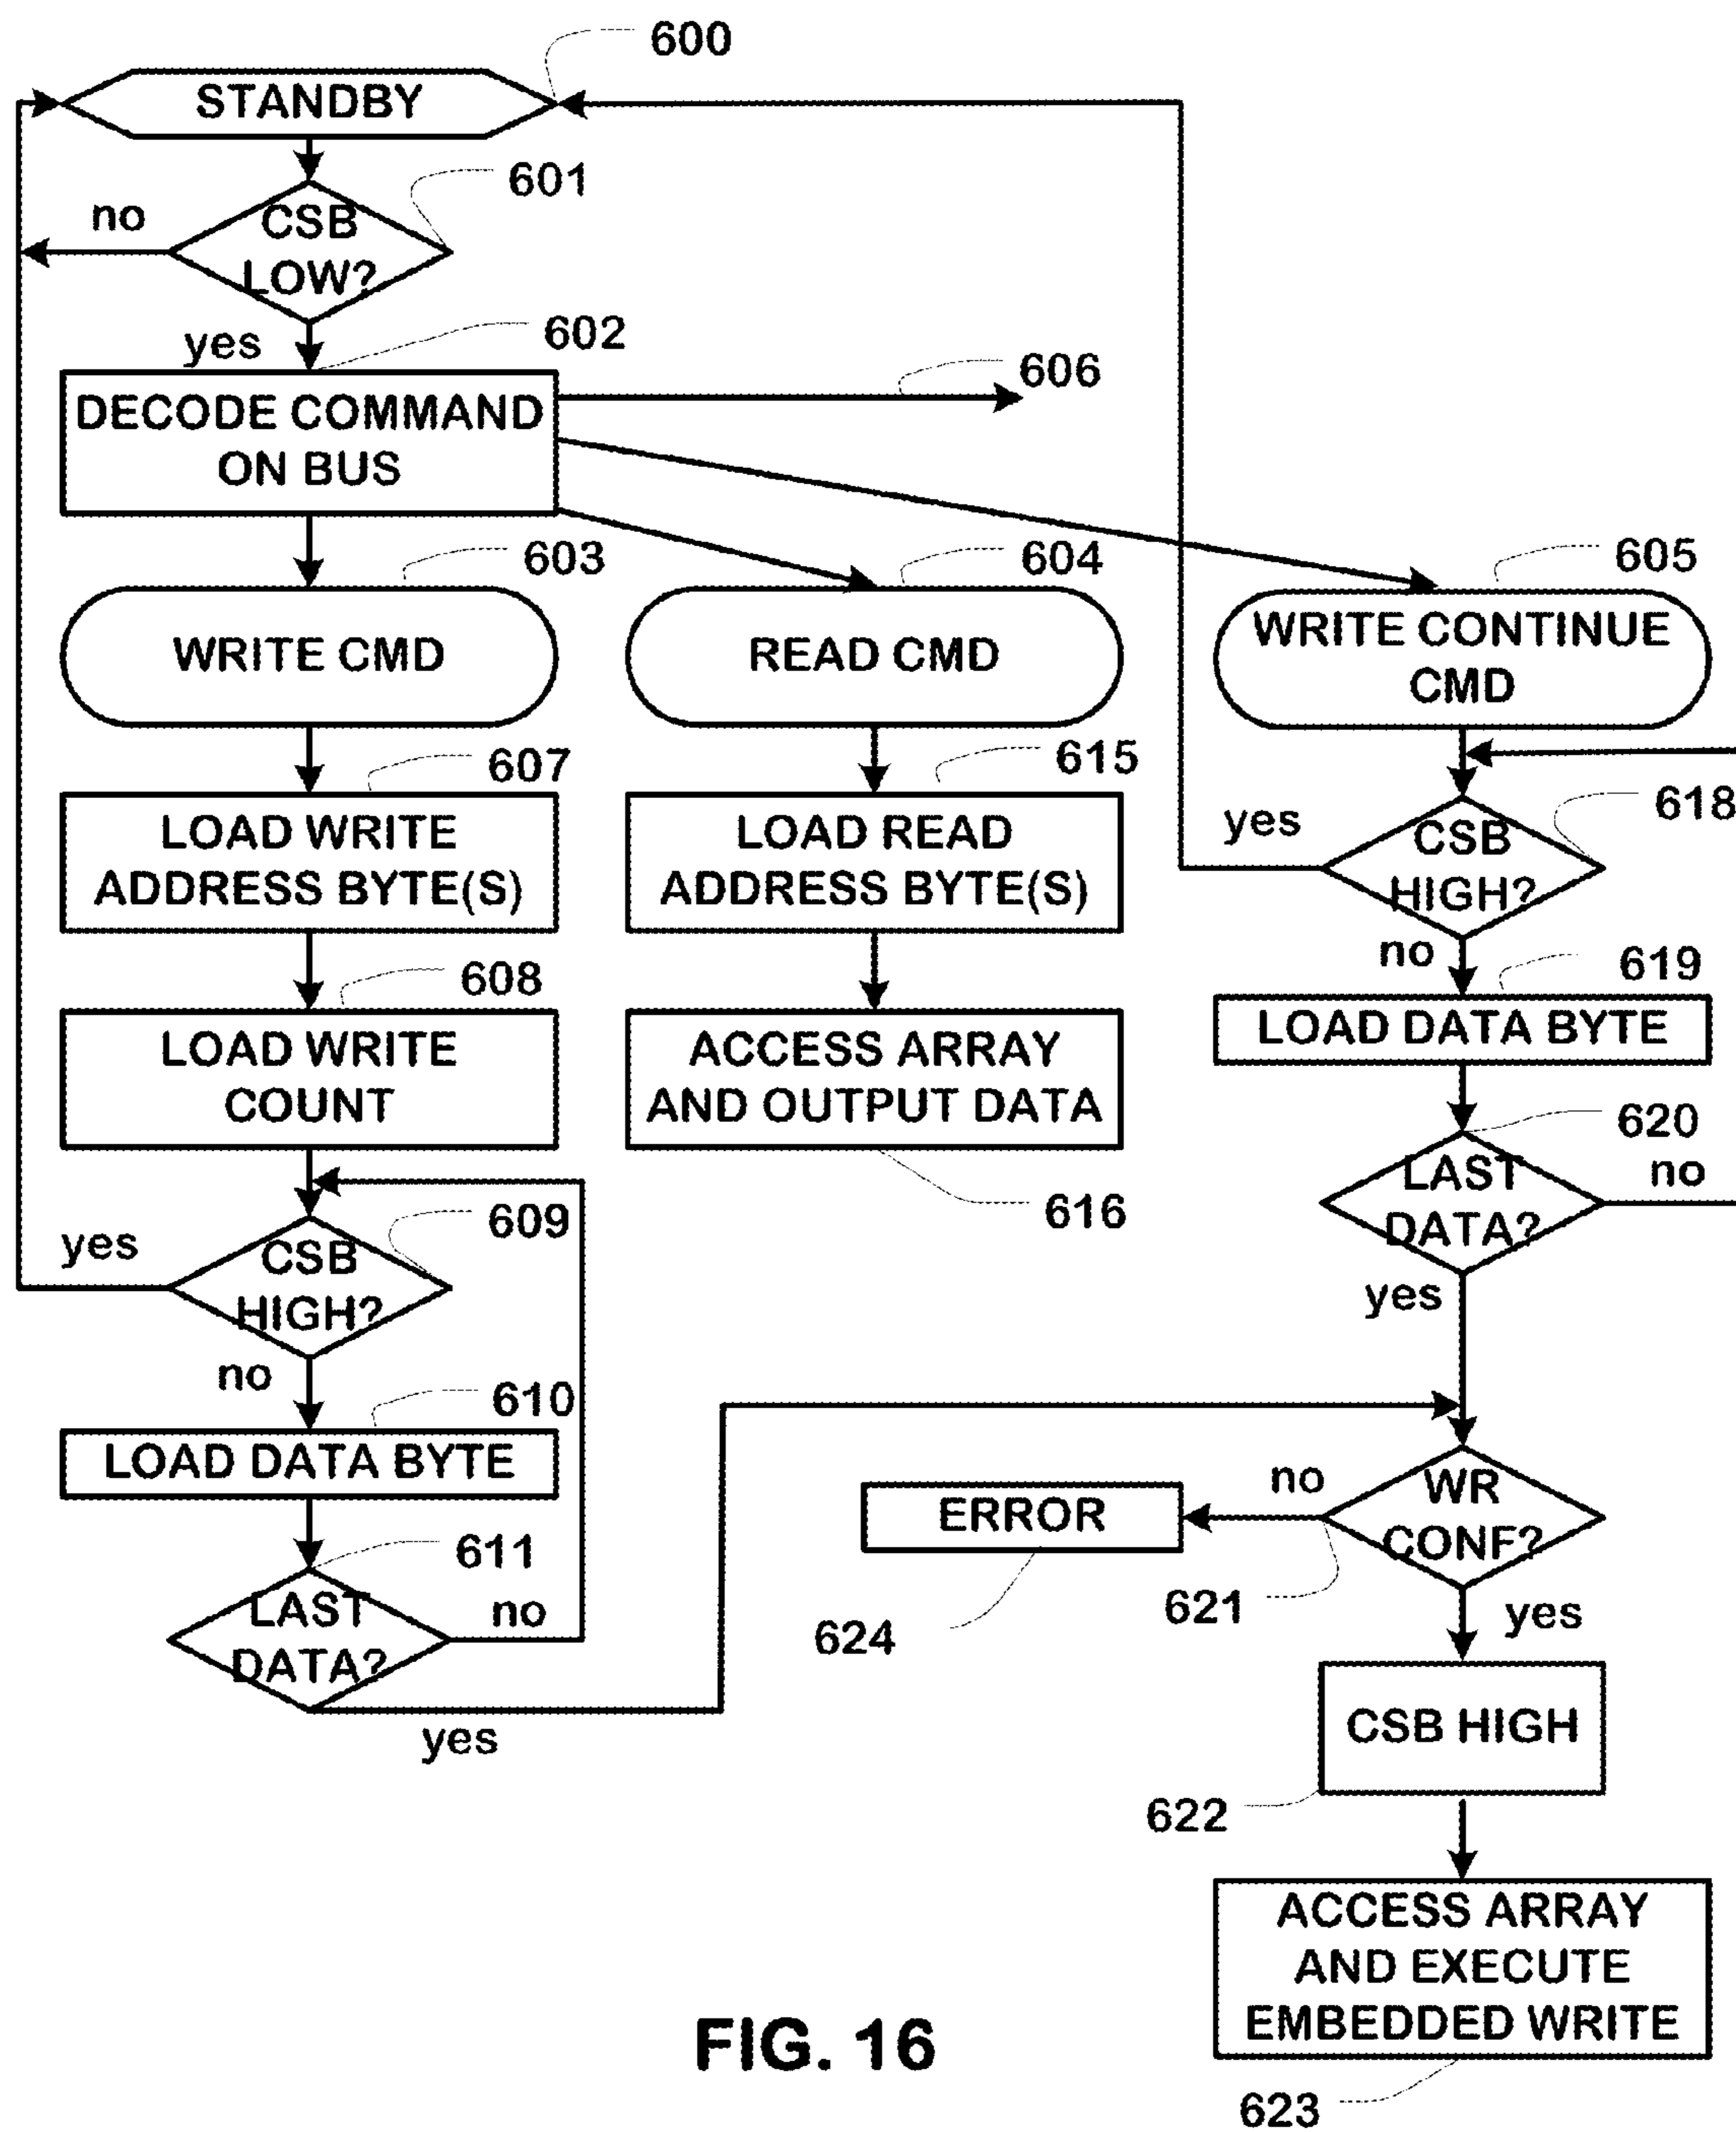 600
STANDBY
601
no
CSB
LOW?
yes
602
606
DECODE COMMAND
ON BUS
603
604
605
WRITE CMD
READ CMD
WRITE CONTINUE
CMD
607
615
618
LOAD WRITE
ADDRESS BYTE(S)
LOAD READ
ADDRESS BYTE(S)
yes
CSB
HIGH?
no
619
608
LOAD WRITE
COUNT
ACCESS ARRAY
AND OUTPUT DATA
LOAD DATA BYTE
620
LAST
DATA?
no
616
609
yes
CSB
HIGH?
no
yes
610
LOAD DATA BYTE
611
LAST
DATA?
no
yes
WR
CONF?
no
ERROR
624
621
yes
CSB HIGH
622
ACCESS ARRAY
AND EXECUTE
EMBEDDED WRITE
623
FIG. 16